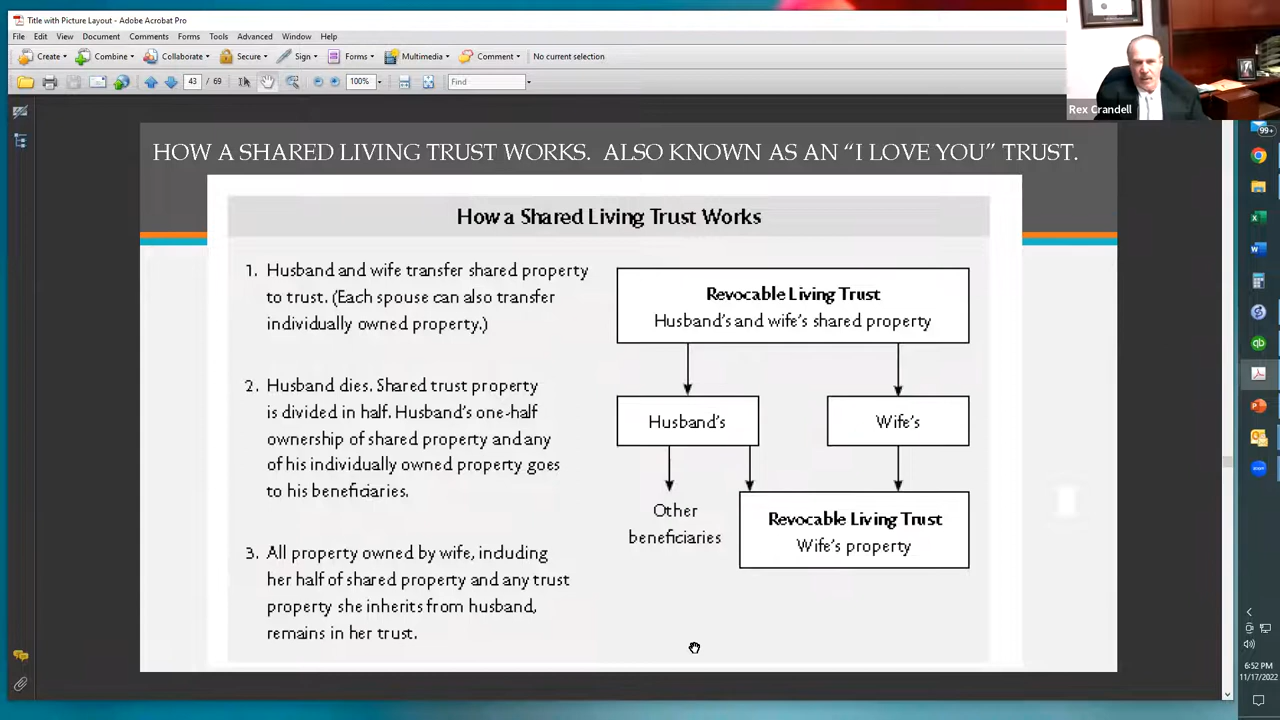 Title with Picture Layout - Adobe Acrobat Pro
File Edit View Document Comments Forms Tools Advanced Window Help
Create Combine Collaborate Secure Sign Forms Multimedia Comment No current selection
43 / 69 100% Find
Rex Crandell
99+
HOW A SHARED LIVING TRUST WORKS. ALSO KNOWN AS AN “I LOVE YOU” TRUST.
How a Shared Living Trust Works
1. Husband and wife transfer shared property
to trust. (Each spouse can also transfer
individually owned property.)
2. Husband dies. Shared trust property
is divided in half. Husband’s one-half
ownership of shared property and any
of his individually owned property goes
to his beneficiaries.
3. All property owned by wife, including
her half of shared property and any trust
property she inherits from husband,
remains in her trust.
Revocable Living Trust
Husband’s and wife’s shared property
Husband’s
Wife’s
Other
beneficiaries
Revocable Living Trust
Wife’s property
qb
zoom
6:52 PM
11/17/2022